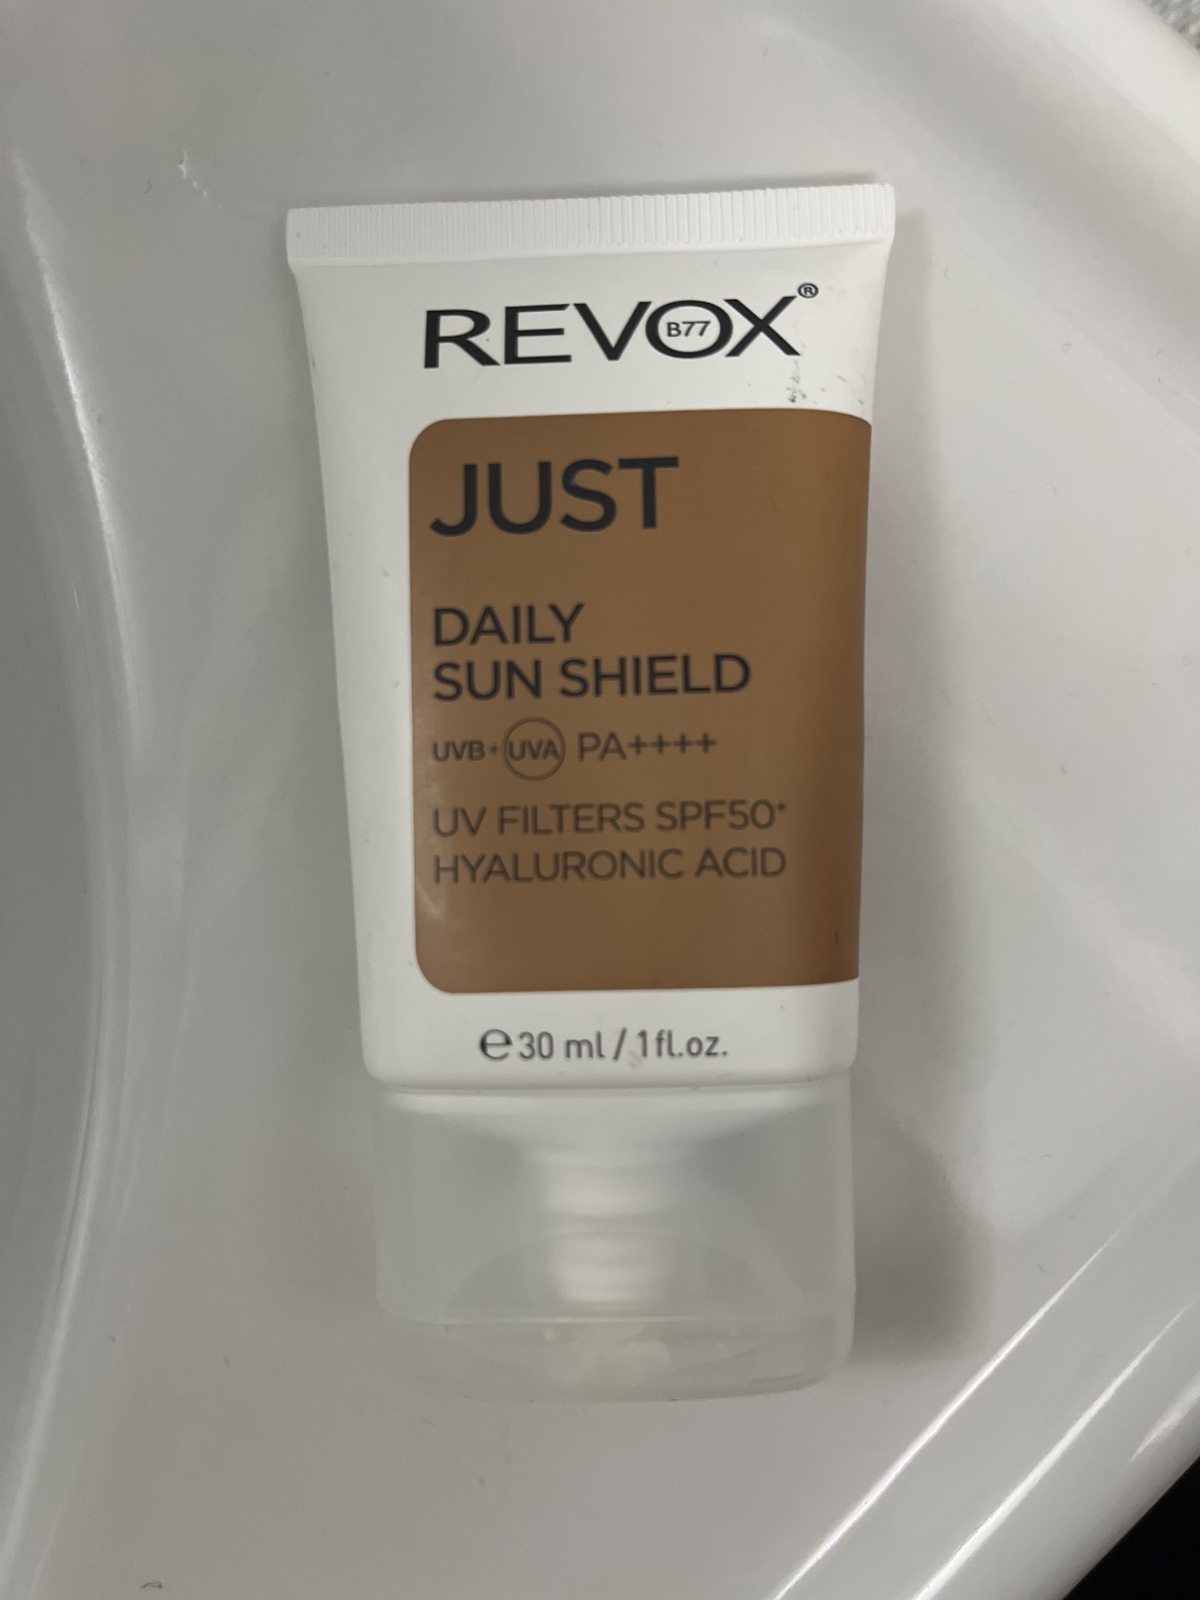 REVOX®
B77
JUST
DAILY
SUN SHIELD
UVB+UVA PA++++
UV FILTERS SPF50+
HYALURONIC ACID
℮30 ml / 1fl.oz.